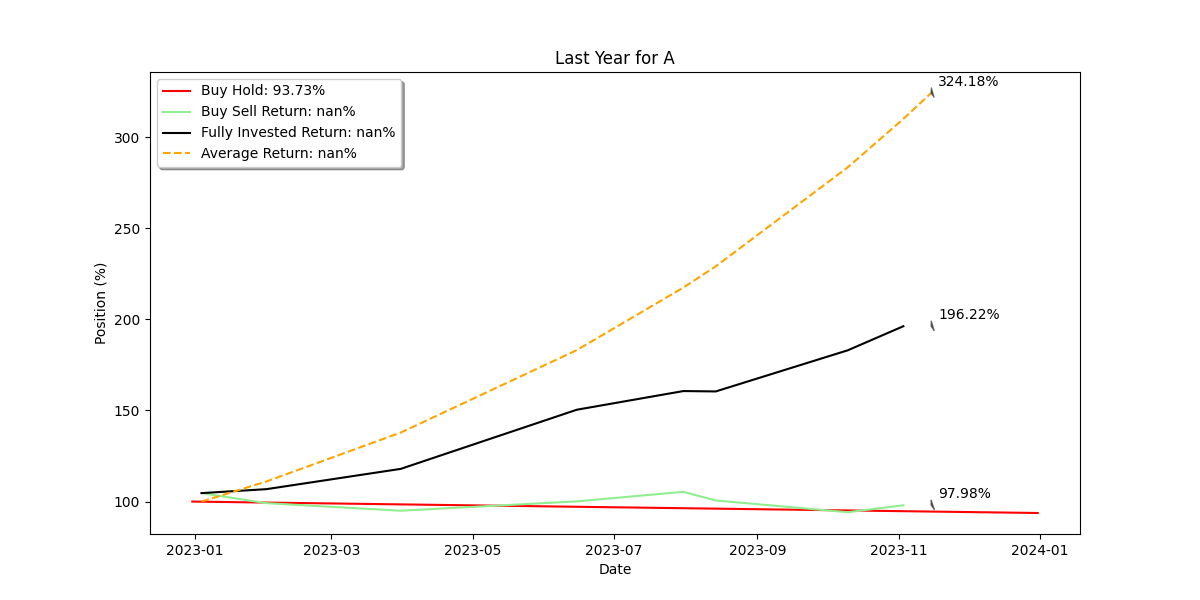 Last Year for A
Buy Hold: 93.73%
Buy Sell Return: nan%
Fully Invested Return: nan%
Average Return: nan%
324.18%
196.22%
97.98%
Position (%)
300
250
200
150
100
2023-01 2023-03 2023-05 2023-07 2023-09 2023-11 2024-01
Date